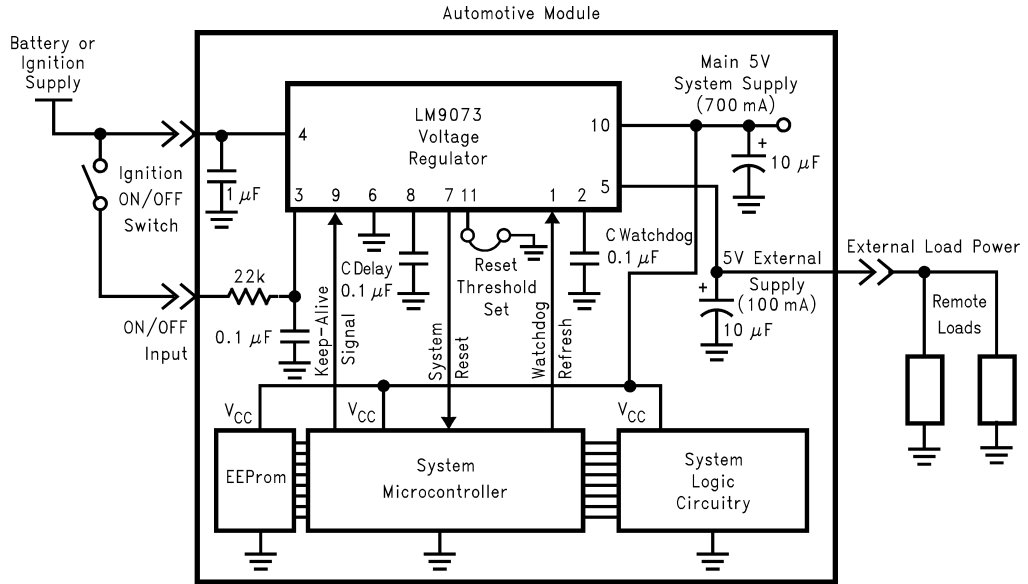 Automotive Module
Battery or
Ignition
Supply
Ignition
ON/OFF
Switch
1 μF
4
LM9073
Voltage
Regulator
10
5
3
9
6
8
7
11
1
2
Main 5V
System Supply
(700 mA)
+
10 μF
22k
ON/OFF
Input
0.1 μF
Keep-Alive
Signal
C Delay
0.1 μF
System
Reset
Reset
Threshold
Set
Watchdog
Refresh
C Watchdog
0.1 μF
5V External
Supply
(100 mA)
+
10 μF
External Load Power
Remote
Loads
VCC
VCC
VCC
EEProm
System
Microcontroller
System
Logic
Circuitry